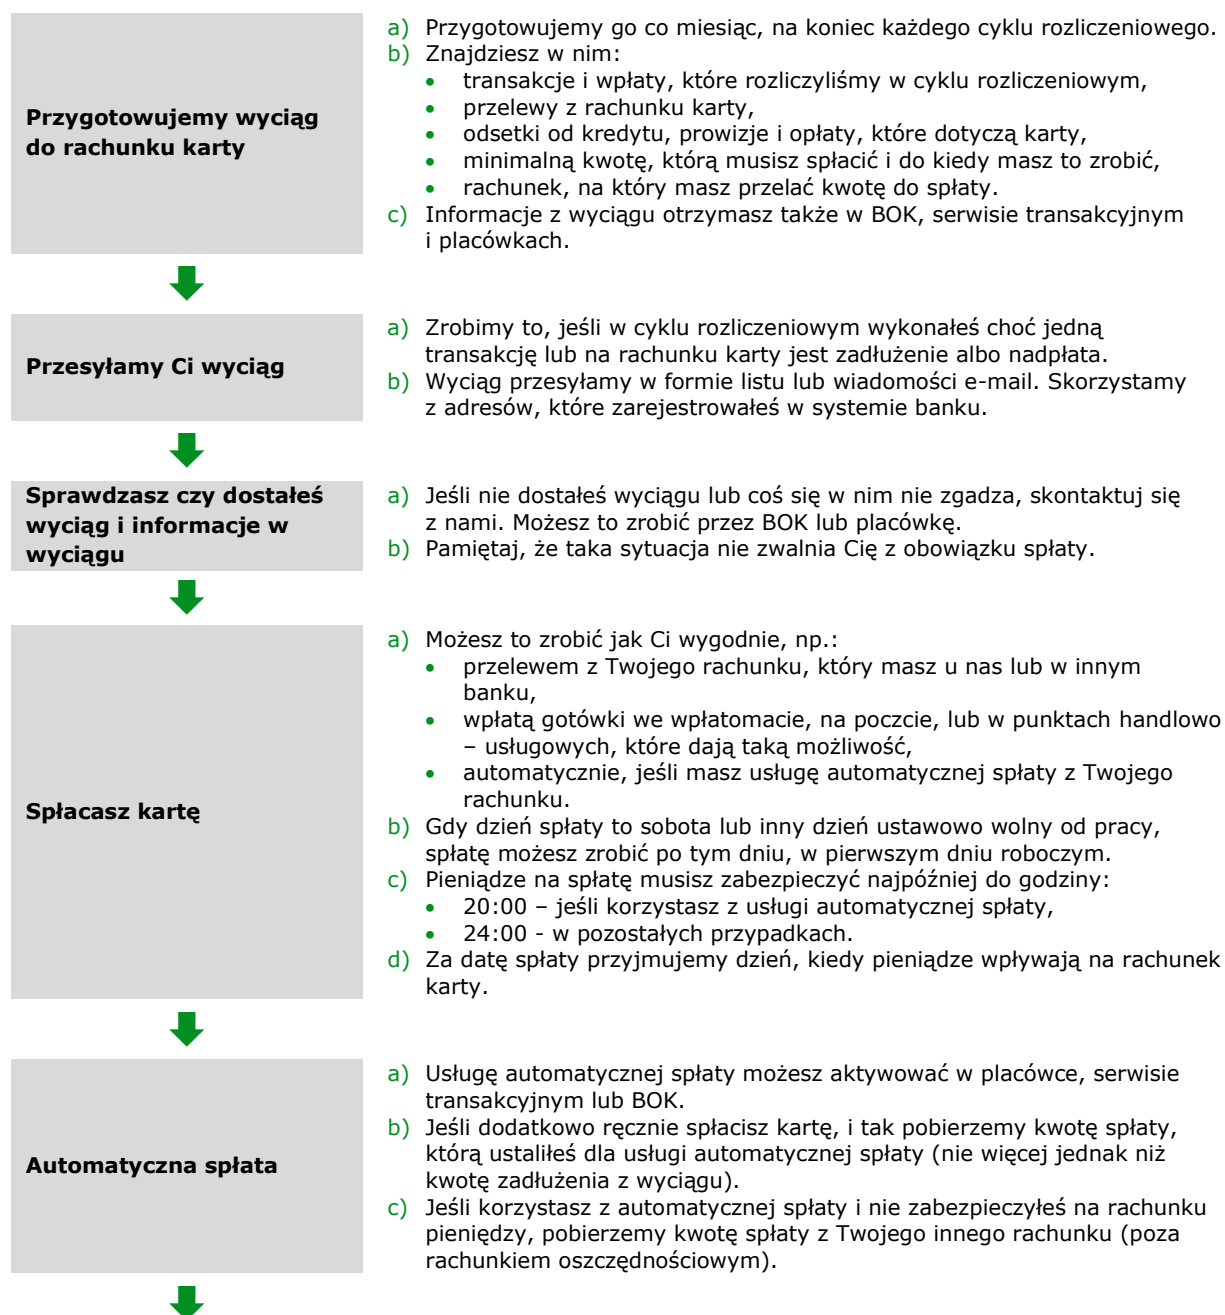 Przygotowujemy wyciąg
do rachunku karty
a) Przygotowujemy go co miesiąc, na koniec każdego cyklu rozliczeniowego.
b) Znajdziesz w nim:
• transakcje i wpłaty, które rozliczyliśmy w cyklu rozliczeniowym,
• przelewy z rachunku karty,
• odsetki od kredytu, prowizje i opłaty, które dotyczą karty,
• minimalną kwotę, którą musisz spłacić i do kiedy masz to zrobić,
• rachunek, na który masz przelać kwotę do spłaty.
c) Informacje z wyciągu otrzymasz także w BOK, serwisie transakcyjnym
i placówkach.
Przesyłamy Ci wyciąg
a) Zrobimy to, jeśli w cyklu rozliczeniowym wykonałeś choć jedną
transakcję lub na rachunku karty jest zadłużenie albo nadpłata.
b) Wyciąg przesyłamy w formie listu lub wiadomości e-mail. Skorzystamy
z adresów, które zarejestrowałeś w systemie banku.
Sprawdzasz czy dostałeś
wyciąg i informacje w
wyciągu
a) Jeśli nie dostałeś wyciągu lub coś się w nim nie zgadza, skontaktuj się
z nami. Możesz to zrobić przez BOK lub placówkę.
b) Pamiętaj, że taka sytuacja nie zwalnia Cię z obowiązku spłaty.
Spłacasz kartę
a) Możesz to zrobić jak Ci wygodnie, np.:
• przelewem z Twojego rachunku, który masz u nas lub w innym
banku,
• wpłatą gotówki we wpłatomacie, na poczcie, lub w punktach handlowo
– usługowych, które dają taką możliwość,
• automatycznie, jeśli masz usługę automatycznej spłaty z Twojego
rachunku.
b) Gdy dzień spłaty to sobota lub inny dzień ustawowo wolny od pracy,
spłatę możesz zrobić po tym dniu, w pierwszym dniu roboczym.
c) Pieniądze na spłatę musisz zabezpieczyć najpóźniej do godziny:
• 20:00 – jeśli korzystasz z usługi automatycznej spłaty,
• 24:00 - w pozostałych przypadkach.
d) Za datę spłaty przyjmujemy dzień, kiedy pieniądze wpływają na rachunek
karty.
Automatyczna spłata
a) Usługę automatycznej spłaty możesz aktywować w placówce, serwisie
transakcyjnym lub BOK.
b) Jeśli dodatkowo ręcznie spłacisz kartę, i tak pobierzemy kwotę spłaty,
którą ustaliłeś dla usługi automatycznej spłaty (nie więcej jednak niż
kwotę zadłużenia z wyciągu).
c) Jeśli korzystasz z automatycznej spłaty i nie zabezpieczyłeś na rachunku
pieniędzy, pobierzemy kwotę spłaty z Twojego innego rachunku (poza
rachunkiem oszczędnościowym).